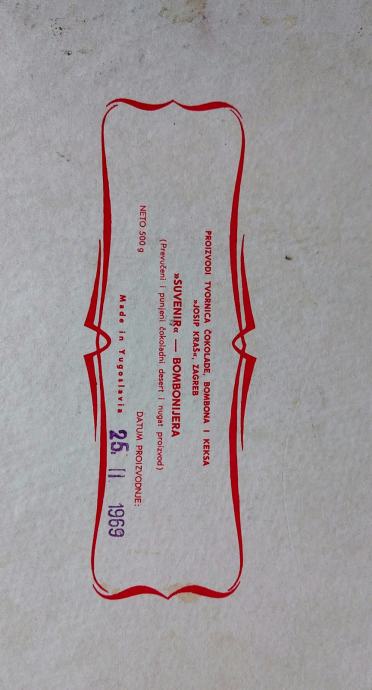 PROIZVODI TVORNICA ČOKOLADE, BOMBONA I KEKSA
»JOSIP KRAŠ«, ZAGREB
»SUVENIR« — BOMBONIJERA
(Prevučeni i punjeni čokoladni desert i nugat proizvod)
NETO 500 g
DATUM PROIZVODNJE:
Made in Yugoslavia
25. II 1969